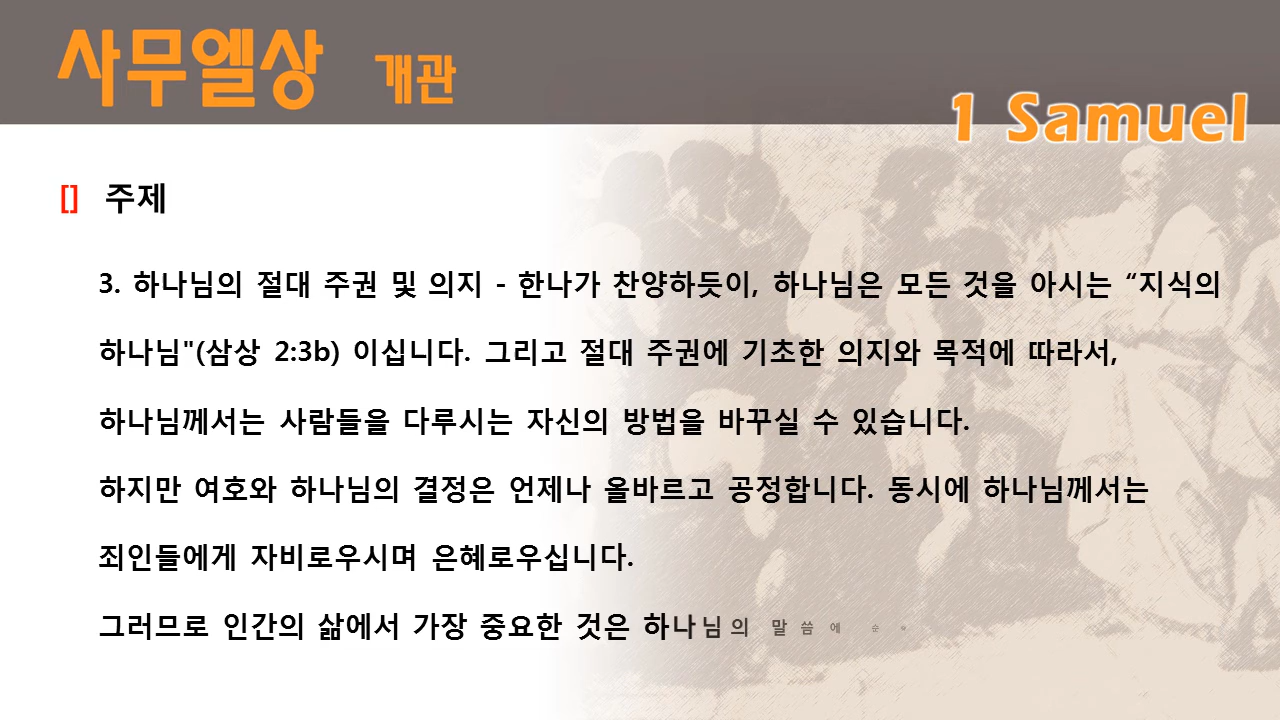 사무엘상 개관
1 Samuel
[] 주제
3. 하나님의 절대 주권 및 의지 - 한나가 찬양하듯이, 하나님은 모든 것을 아시는 “지식의
하나님"(삼상 2:3b) 이십니다. 그리고 절대 주권에 기초한 의지와 목적에 따라서,
하나님께서는 사람들을 다루시는 자신의 방법을 바꾸실 수 있습니다.
하지만 여호와 하나님의 결정은 언제나 올바르고 공정합니다. 동시에 하나님께서는
죄인들에게 자비로우시며 은혜로우십니다.
그러므로 인간의 삶에서 가장 중요한 것은 하나님의 말씀에